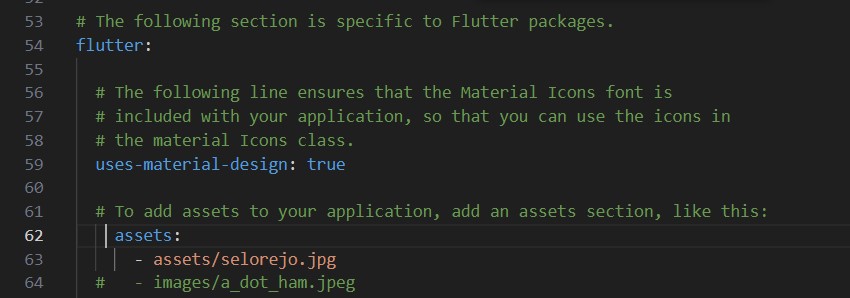 53 # The following section is specific to Flutter packages.
54 flutter:
55
56 # The following line ensures that the Material Icons font is
57 # included with your application, so that you can use the icons in
58 # the material Icons class.
59 uses-material-design: true
60
61 # To add assets to your application, add an assets section, like this:
62 assets:
63 - assets/selorejo.jpg
64 # - images/a_dot_ham.jpeg